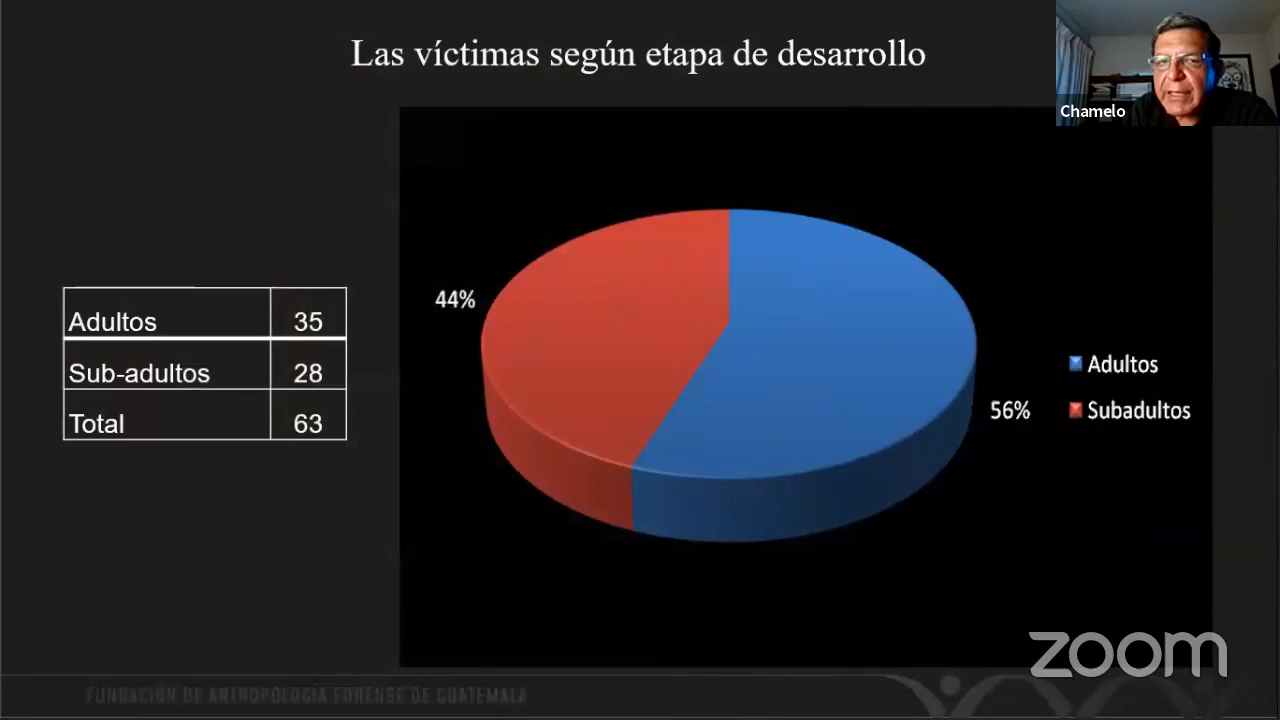 Las víctimas según etapa de desarrollo
Chamelo
Adultos 35
Sub-adultos 28
Total 63
44%
56%
Adultos
Subadultos
zoom
FUNDACIÓN DE ANTROPOLOGÍA FORENSE DE GUATEMALA